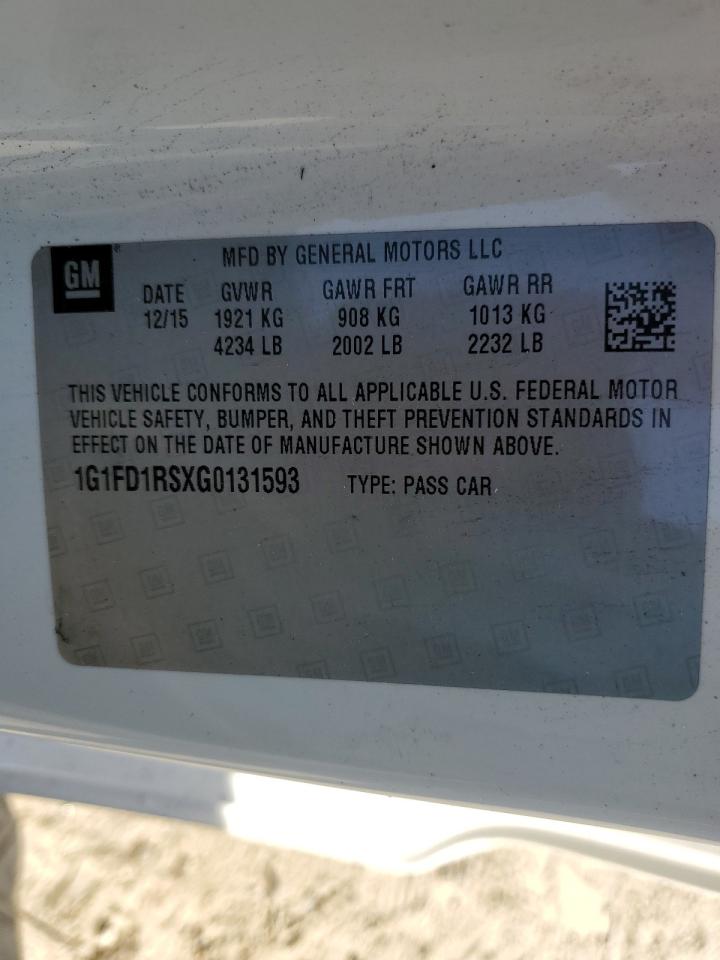 GM
MFD BY GENERAL MOTORS LLC
DATE GVWR GAWR FRT GAWR RR
12/15 1921 KG 908 KG 1013 KG
4234 LB 2002 LB 2232 LB
THIS VEHICLE CONFORMS TO ALL APPLICABLE U.S. FEDERAL MOTOR
VEHICLE SAFETY, BUMPER, AND THEFT PREVENTION STANDARDS IN
EFFECT ON THE DATE OF MANUFACTURE SHOWN ABOVE.
1G1FD1RSXG0131593 TYPE: PASS CAR